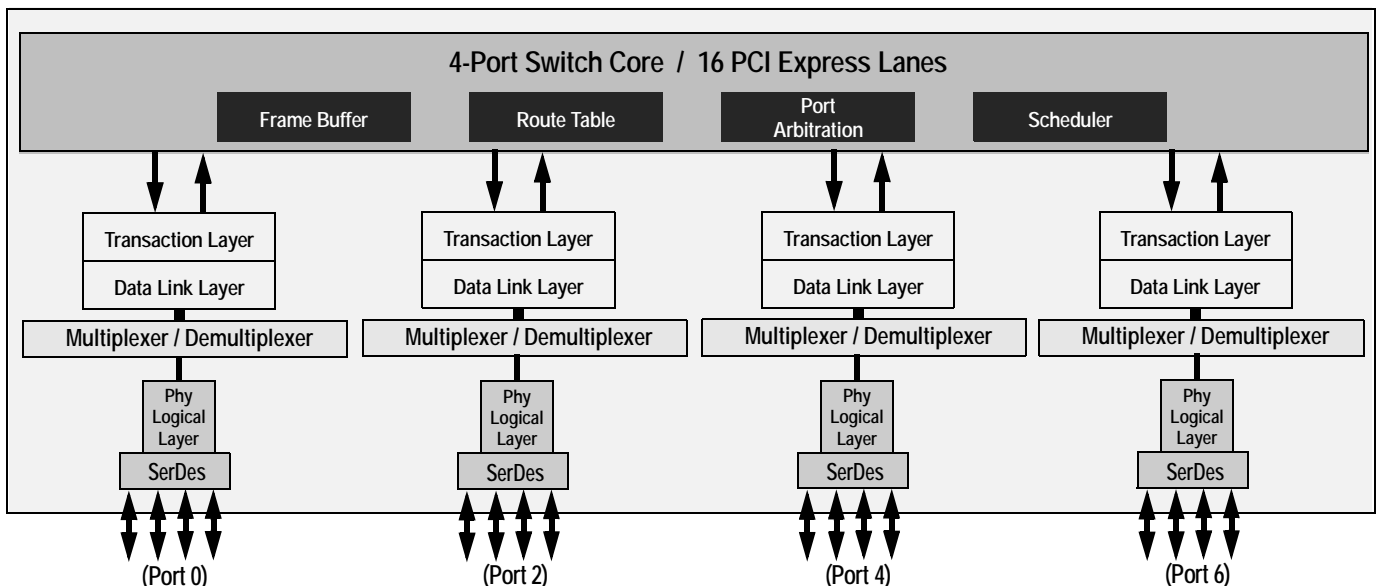 4-Port Switch Core / 16 PCI Express Lanes
Frame Buffer
Route Table
Port
Arbitration
Scheduler
Transaction Layer
Transaction Layer
Transaction Layer
Transaction Layer
Data Link Layer
Data Link Layer
Data Link Layer
Data Link Layer
Multiplexer / Demultiplexer
Multiplexer / Demultiplexer
Multiplexer / Demultiplexer
Multiplexer / Demultiplexer
Phy
Logical
Layer
Phy
Logical
Layer
Phy
Logical
Layer
Phy
Logical
Layer
SerDes
SerDes
SerDes
SerDes
(Port 0)
(Port 2)
(Port 4)
(Port 6)